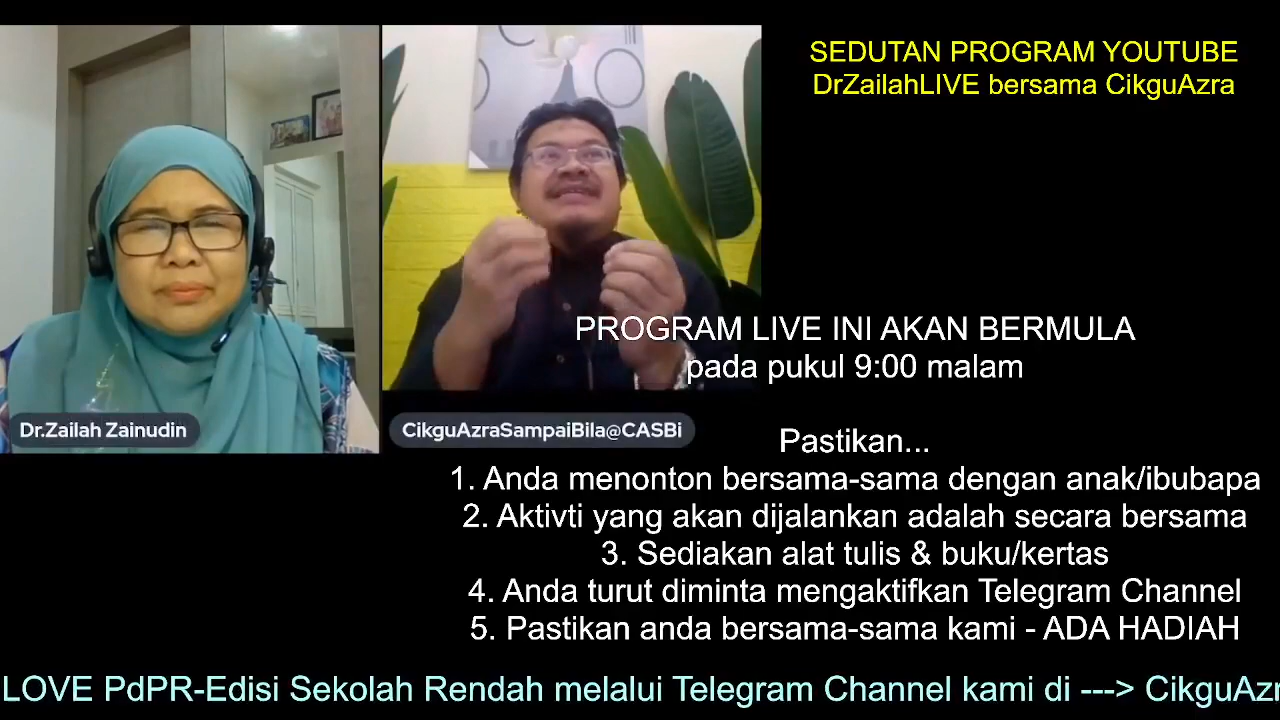 SEDUTAN PROGRAM YOUTUBE
DrZailahLIVE bersama CikguAzra
Dr.Zailah Zainudin
CikguAzraSampaiBila@CASBi
PROGRAM LIVE INI AKAN BERMULA
pada pukul 9:00 malam
Pastikan...
1. Anda menonton bersama-sama dengan anak/ibubapa
2. Aktivti yang akan dijalankan adalah secara bersama
3. Sediakan alat tulis & buku/kertas
4. Anda turut diminta mengaktifkan Telegram Channel
5. Pastikan anda bersama-sama kami - ADA HADIAH
LOVE PdPR-Edisi Sekolah Rendah melalui Telegram Channel kami di ---> CikguAz